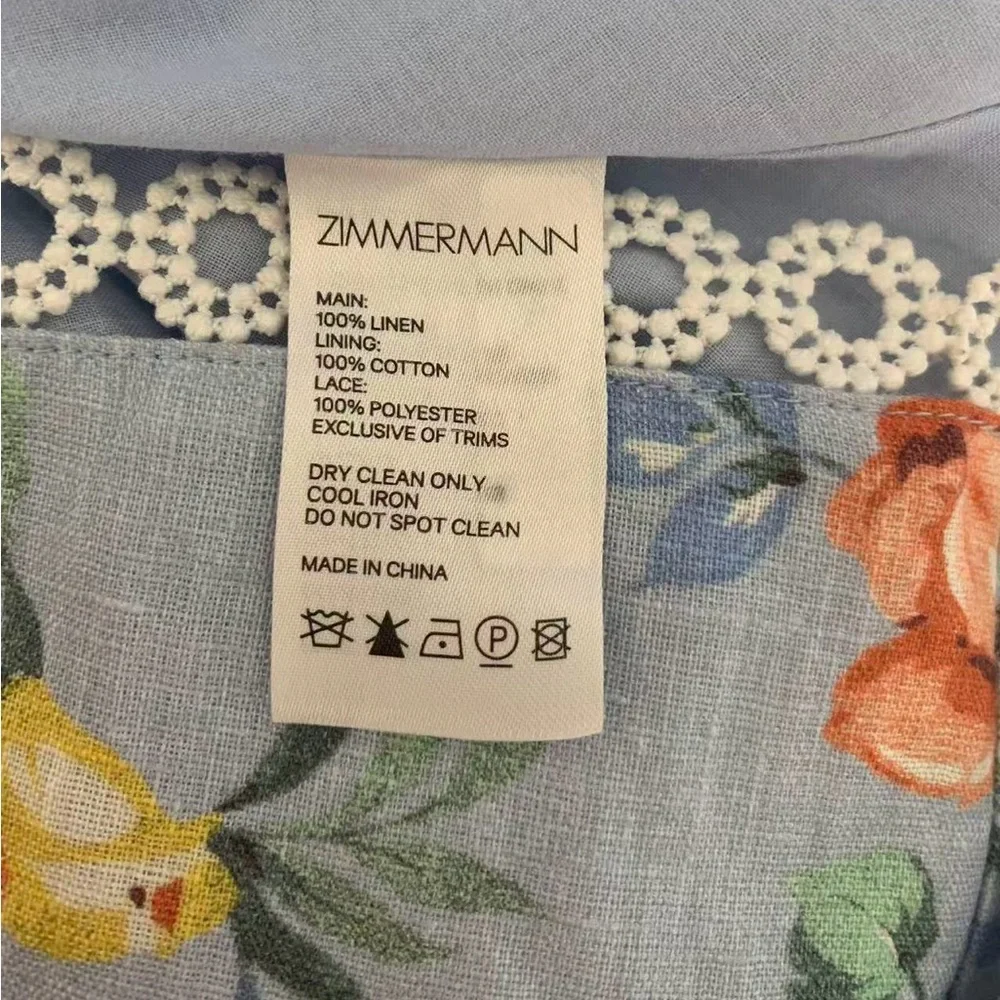 ZIMMERMANN
MAIN:
100% LINEN
LINING:
100% COTTON
LACE:
100% POLYESTER
EXCLUSIVE OF TRIMS
DRY CLEAN ONLY
COOL IRON
DO NOT SPOT CLEAN
MADE IN CHINA
P